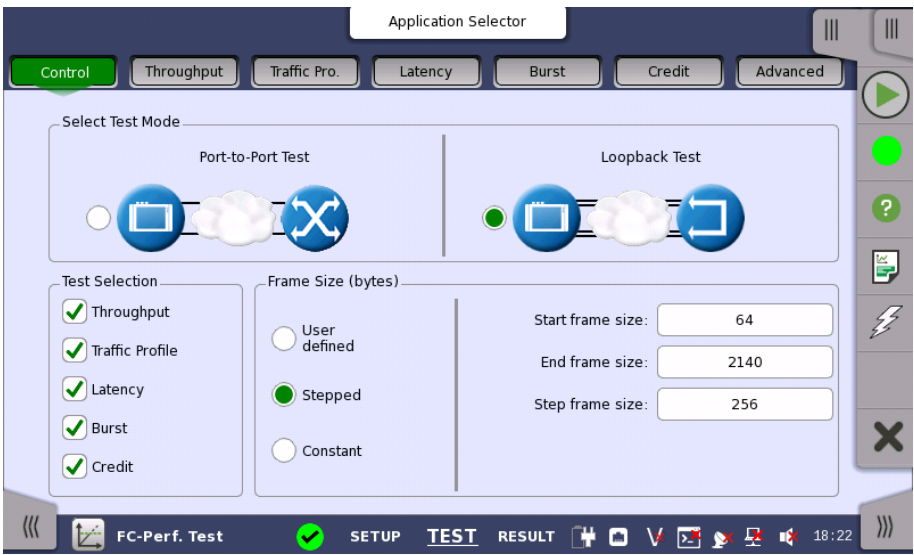 Application Selector
Control Throughput Traffic Pro. Latency Burst Credit Advanced
Select Test Mode
Port-to-Port Test Loopback Test
Test Selection
Throughput
Traffic Profile
Latency
Burst
Credit
Frame Size (bytes)
User
defined
Stepped
Constant
Start frame size: 64
End frame size: 2140
Step frame size: 256
FC-Perf. Test SETUP TEST RESULT 18:22